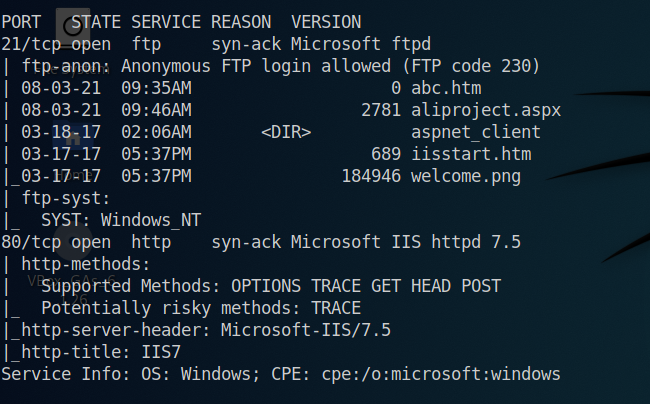 PORT   STATE SERVICE REASON  VERSION
21/tcp open  ftp     syn-ack Microsoft ftpd
| ftp-anon: Anonymous FTP login allowed (FTP code 230)
| 08-03-21  09:35AM                    0 abc.htm
| 08-03-21  09:46AM                 2781 aliproject.aspx
| 03-18-17  02:06AM       <DIR>          aspnet_client
| 03-17-17  05:37PM                  689 iisstart.htm
|_03-17-17  05:37PM               184946 welcome.png
| ftp-syst:
|_  SYST: Windows_NT
80/tcp open  http    syn-ack Microsoft IIS httpd 7.5
| http-methods:
|   Supported Methods: OPTIONS TRACE GET HEAD POST
|_  Potentially risky methods: TRACE
|_http-server-header: Microsoft-IIS/7.5
|_http-title: IIS7
Service Info: OS: Windows; CPE: cpe:/o:microsoft:windows